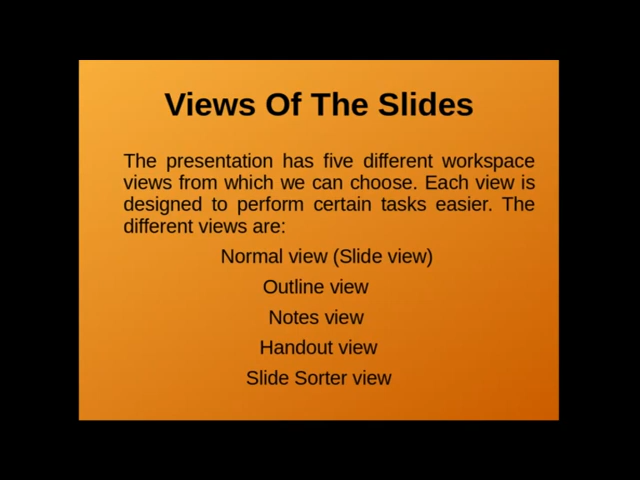 Views Of The Slides
The presentation has five different workspace
views from which we can choose. Each view is
designed to perform certain tasks easier. The
different views are:
Normal view (Slide view)
Outline view
Notes view
Handout view
Slide Sorter view